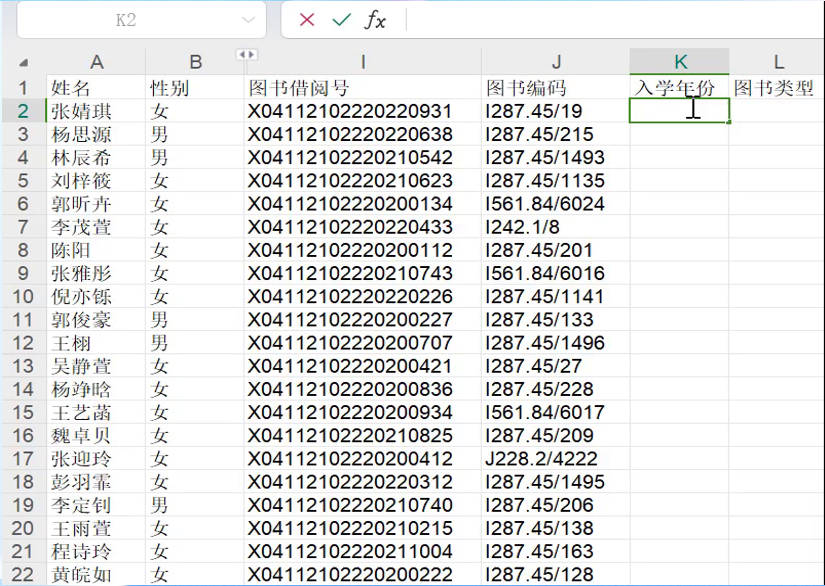 K2
fx
A B I J K L
1 姓名 性别 图书借阅号 图书编码 入学年份 图书类型
2 张婧琪 女 X04112102220220931 I287.45/19
3 杨思源 男 X04112102220220638 I287.45/215
4 林辰希 男 X04112102220210542 I287.45/1493
5 刘梓筱 女 X04112102220210623 I287.45/1135
6 郭昕卉 女 X04112102220200134 I561.84/6024
7 李茂萱 女 X04112102220220433 I242.1/8
8 陈阳 女 X04112102220200112 I287.45/201
9 张雅彤 女 X04112102220210743 I561.84/6016
10 倪亦铄 女 X04112102220220226 I287.45/1141
11 郭俊豪 男 X04112102220200227 I287.45/133
12 王栩 男 X04112102220200707 I287.45/1496
13 吴静萱 女 X04112102220200421 I287.45/27
14 杨竫晗 女 X04112102220200836 I287.45/228
15 王艺菡 女 X04112102220200934 I561.84/6017
16 魏卓贝 女 X04112102220210825 I287.45/209
17 张迎玲 女 X04112102220200412 J228.2/4222
18 彭羽霏 女 X04112102220220312 I287.45/1495
19 李定钊 男 X04112102220210740 I287.45/206
20 王雨萱 女 X04112102220210215 I287.45/138
21 程诗玲 女 X04112102220211004 I287.45/163
22 黄皖如 女 X04112102220200222 I287.45/128